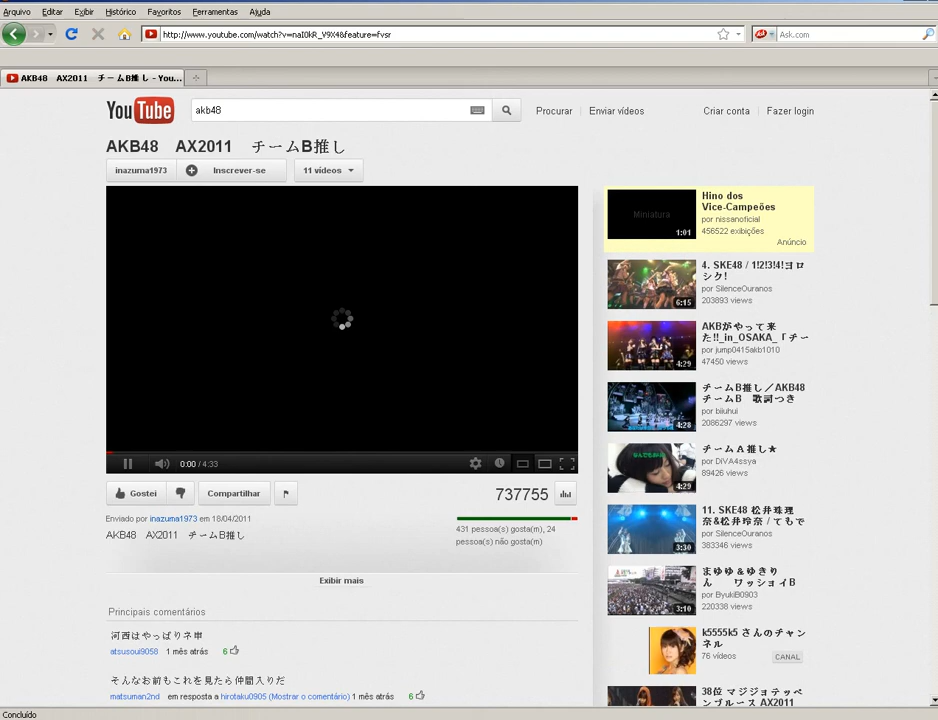 Arquivo Editar Exibir Histórico Favoritos Ferramentas Ajuda
http://www.youtube.com/watch?v=naI0kR_V9X4&feature=fvsr
Ask.com
AKB48 AX2011 チームB推し - You...
YouTube
akb48
Procurar
Enviar vídeos
Criar conta
Fazer login
AKB48 AX2011 チームB推し
inazuma1973
Inscrever-se
11 vídeos
0:00 / 4:33
Gostei
Compartilhar
737755
Enviado por inazuma1973 em 18/04/2011
431 pessoa(s) gosta(m), 24
pessoa(s) não gosta(m)
AKB48 AX2011 チームB推し
Exibir mais
Principais comentários
河西はやっぱりネ申
atsusoui9058 1 mês atrás 6
そんなお前もこれを見たら仲間入りだ
matsuman2nd em resposta a hirotaku0905 (Mostrar o comentário) 1 mês atrás 6
Miniatura
1:01
Hino dos
Vice-Campeões
por nissanoficial
456522 exibições
Anúncio
6:15
4. SKE48 / 1!2!3!4!ヨロ
シク!
por SilenceOuranos
203893 views
4:29
AKBがやって来
た!!_in_OSAKA_「チー
por jump0415akb1010
47450 views
4:28
チームB推し/AKB48
チームB 歌詞つき
por biiuhui
2086297 views
4:29
チームA推し★
por DiVA4ssya
89426 views
3:30
11. SKE48 松井珠理
奈&松井玲奈 / てもで
por SilenceOuranos
383346 views
3:10
まゆゆ&ゆきり
ん ワッショイB
por ByukiB0903
220338 views
k5555k5 さんのチャン
ネル
76 vídeos
CANAL
38位 マジジョテッペ
ンブルース AX2011
Concluído